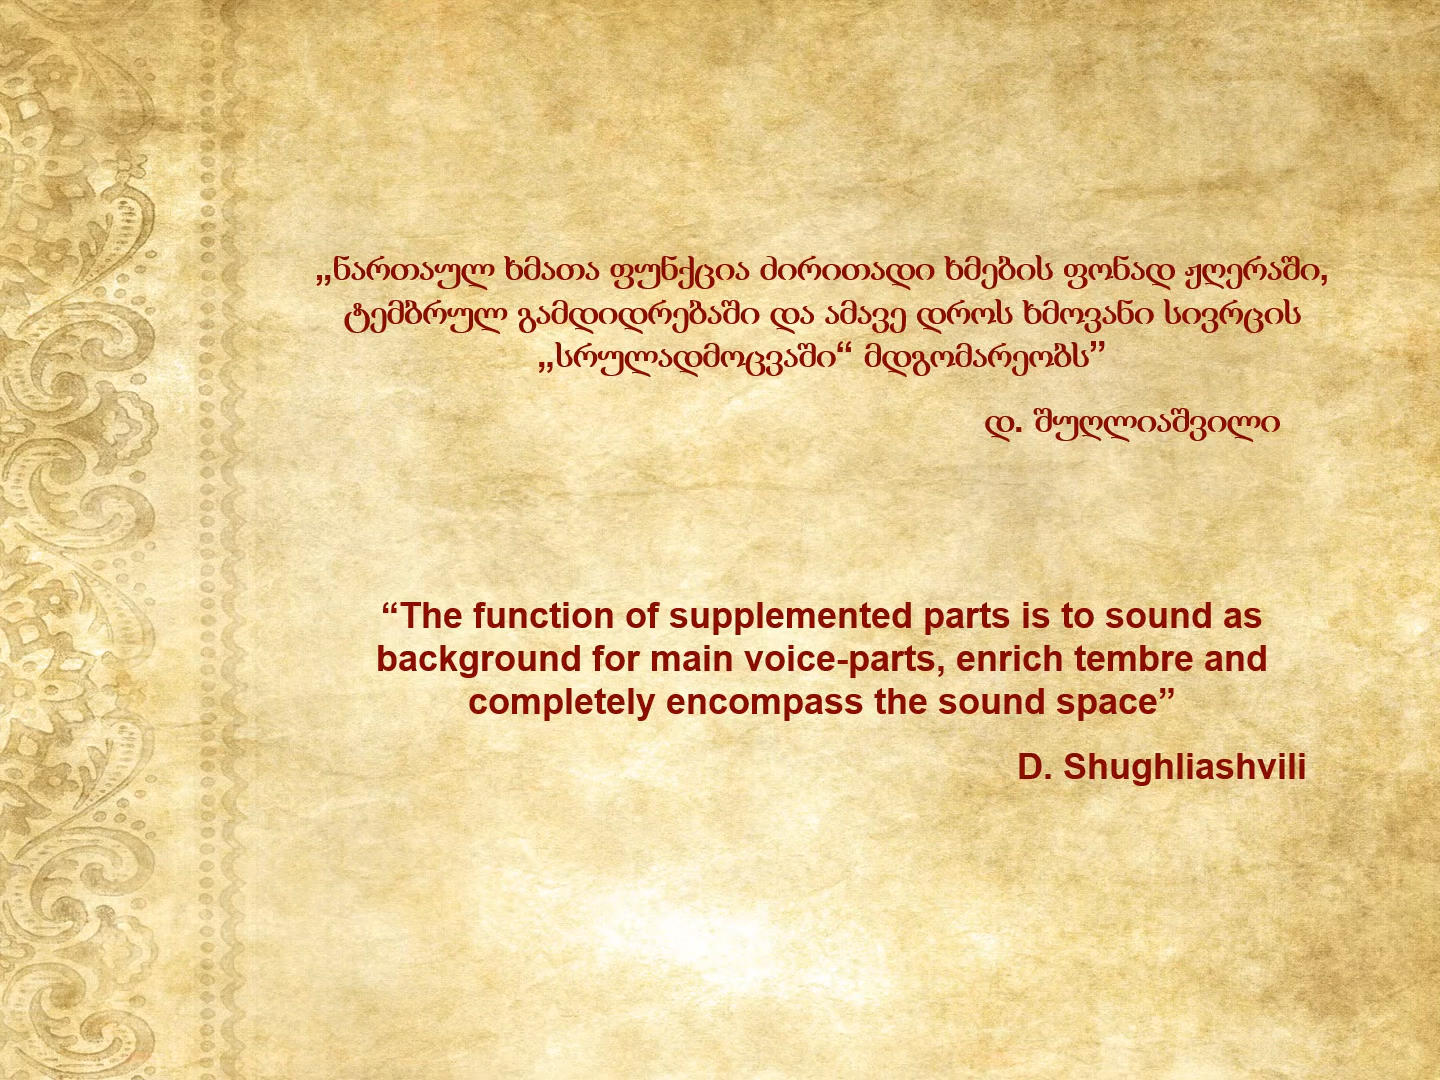 „ნართაულ ხმათა ფუნქცია ძირითადი ხმების ფონად ჟღერაში,
ტემბრულ გამდიდრებაში და ამავე დროს ხმოვანი სივრცის
„სრულადმოცვაში“ მდგომარეობს”
დ. შუღლიაშვილი
“The function of supplemented parts is to sound as
background for main voice-parts, enrich tembre and
completely encompass the sound space”
D. Shughliashvili